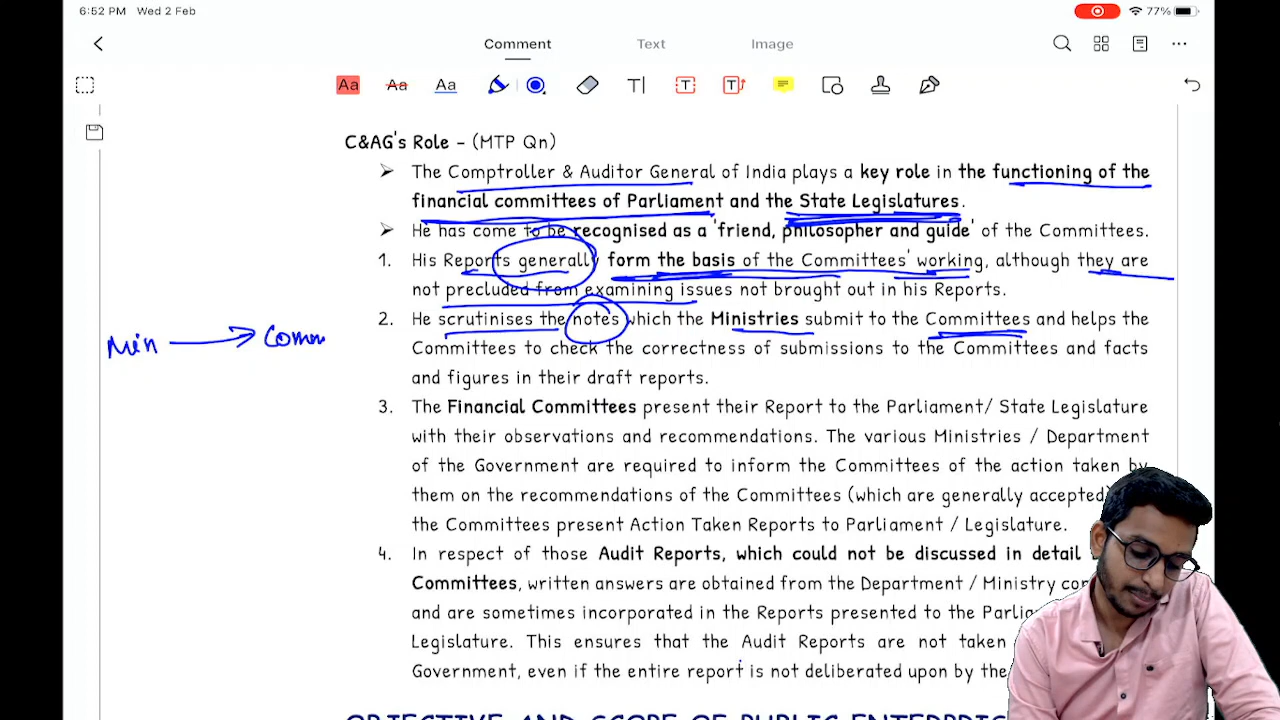 6:52 PM Wed 2 Feb
77%
Comment Text Image
Aa Aa Aa T T T
C&AG's Role – (MTP Qn)
➤ The Comptroller & Auditor General of India plays a key role in the functioning of the
financial committees of Parliament and the State Legislatures.
➤ He has come to be recognised as a 'friend, philosopher and guide' of the Committees.
1. His Reports generally form the basis of the Committees' working, although they are
not precluded from examining issues not brought out in his Reports.
2. He scrutinises the notes which the Ministries submit to the Committees and helps the
Min → Comm
Committees to check the correctness of submissions to the Committees and facts
and figures in their draft reports.
3. The Financial Committees present their Report to the Parliament/ State Legislature
with their observations and recommendations. The various Ministries / Department
of the Government are required to inform the Committees of the action taken by
them on the recommendations of the Committees (which are generally accepted)
the Committees present Action Taken Reports to Parliament / Legislature.
4. In respect of those Audit Reports, which could not be discussed in detail
Committees, written answers are obtained from the Department / Ministry
and are sometimes incorporated in the Reports presented to the
Legislature. This ensures that the Audit Reports are not taken
Government, even if the entire report is not deliberated upon by the
OBJECTIVE AND SCOPE OF PUBLIC